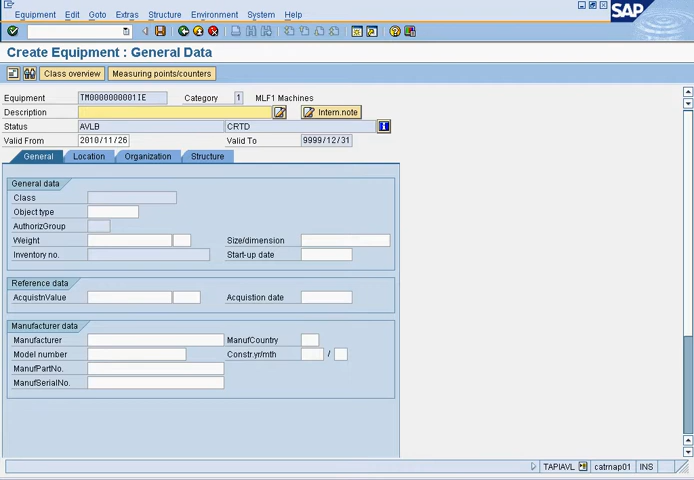 Equipment Edit Goto Extras Structure Environment System Help
SAP
Create Equipment : General Data
Class overview Measuring points/counters
Equipment TM0000000001IE Category 1 MLF1 Machines
Description Intern.note
Status AVLB CRTD
Valid From 2010/11/26 Valid To 9999/12/31
General Location Organization Structure
General data
Class
Object type
AuthorizGroup
Weight Size/dimension
Inventory no. Start-up date
Reference data
AcquistnValue Acquistion date
Manufacturer data
Manufacturer ManufCountry
Model number Constr.yr/mth /
ManufPartNo.
ManufSerialNo.
TAPIAVL catrnap01 INS